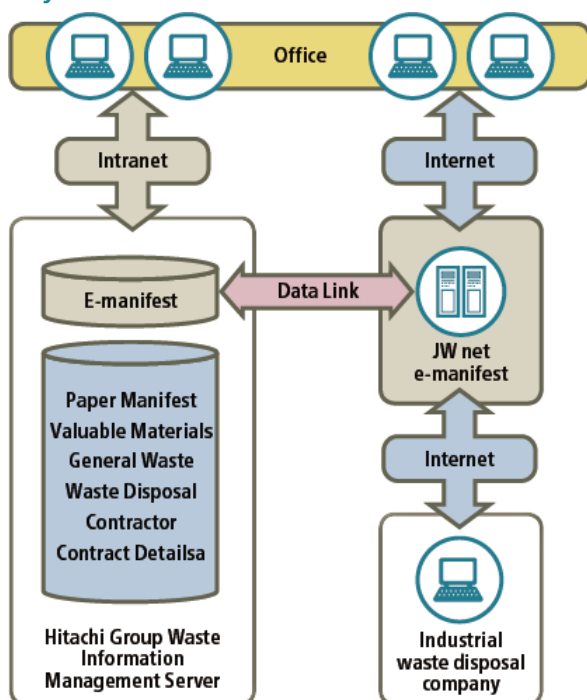 Office
Intranet
Internet
E-manifest
Data Link
JW net
e-manifest
Paper Manifest
Valuable Materials
General Waste
Waste Disposal
Contractor
Contract Detailsa
Internet
Hitachi Group Waste
Information
Management Server
Industrial
waste disposal
company